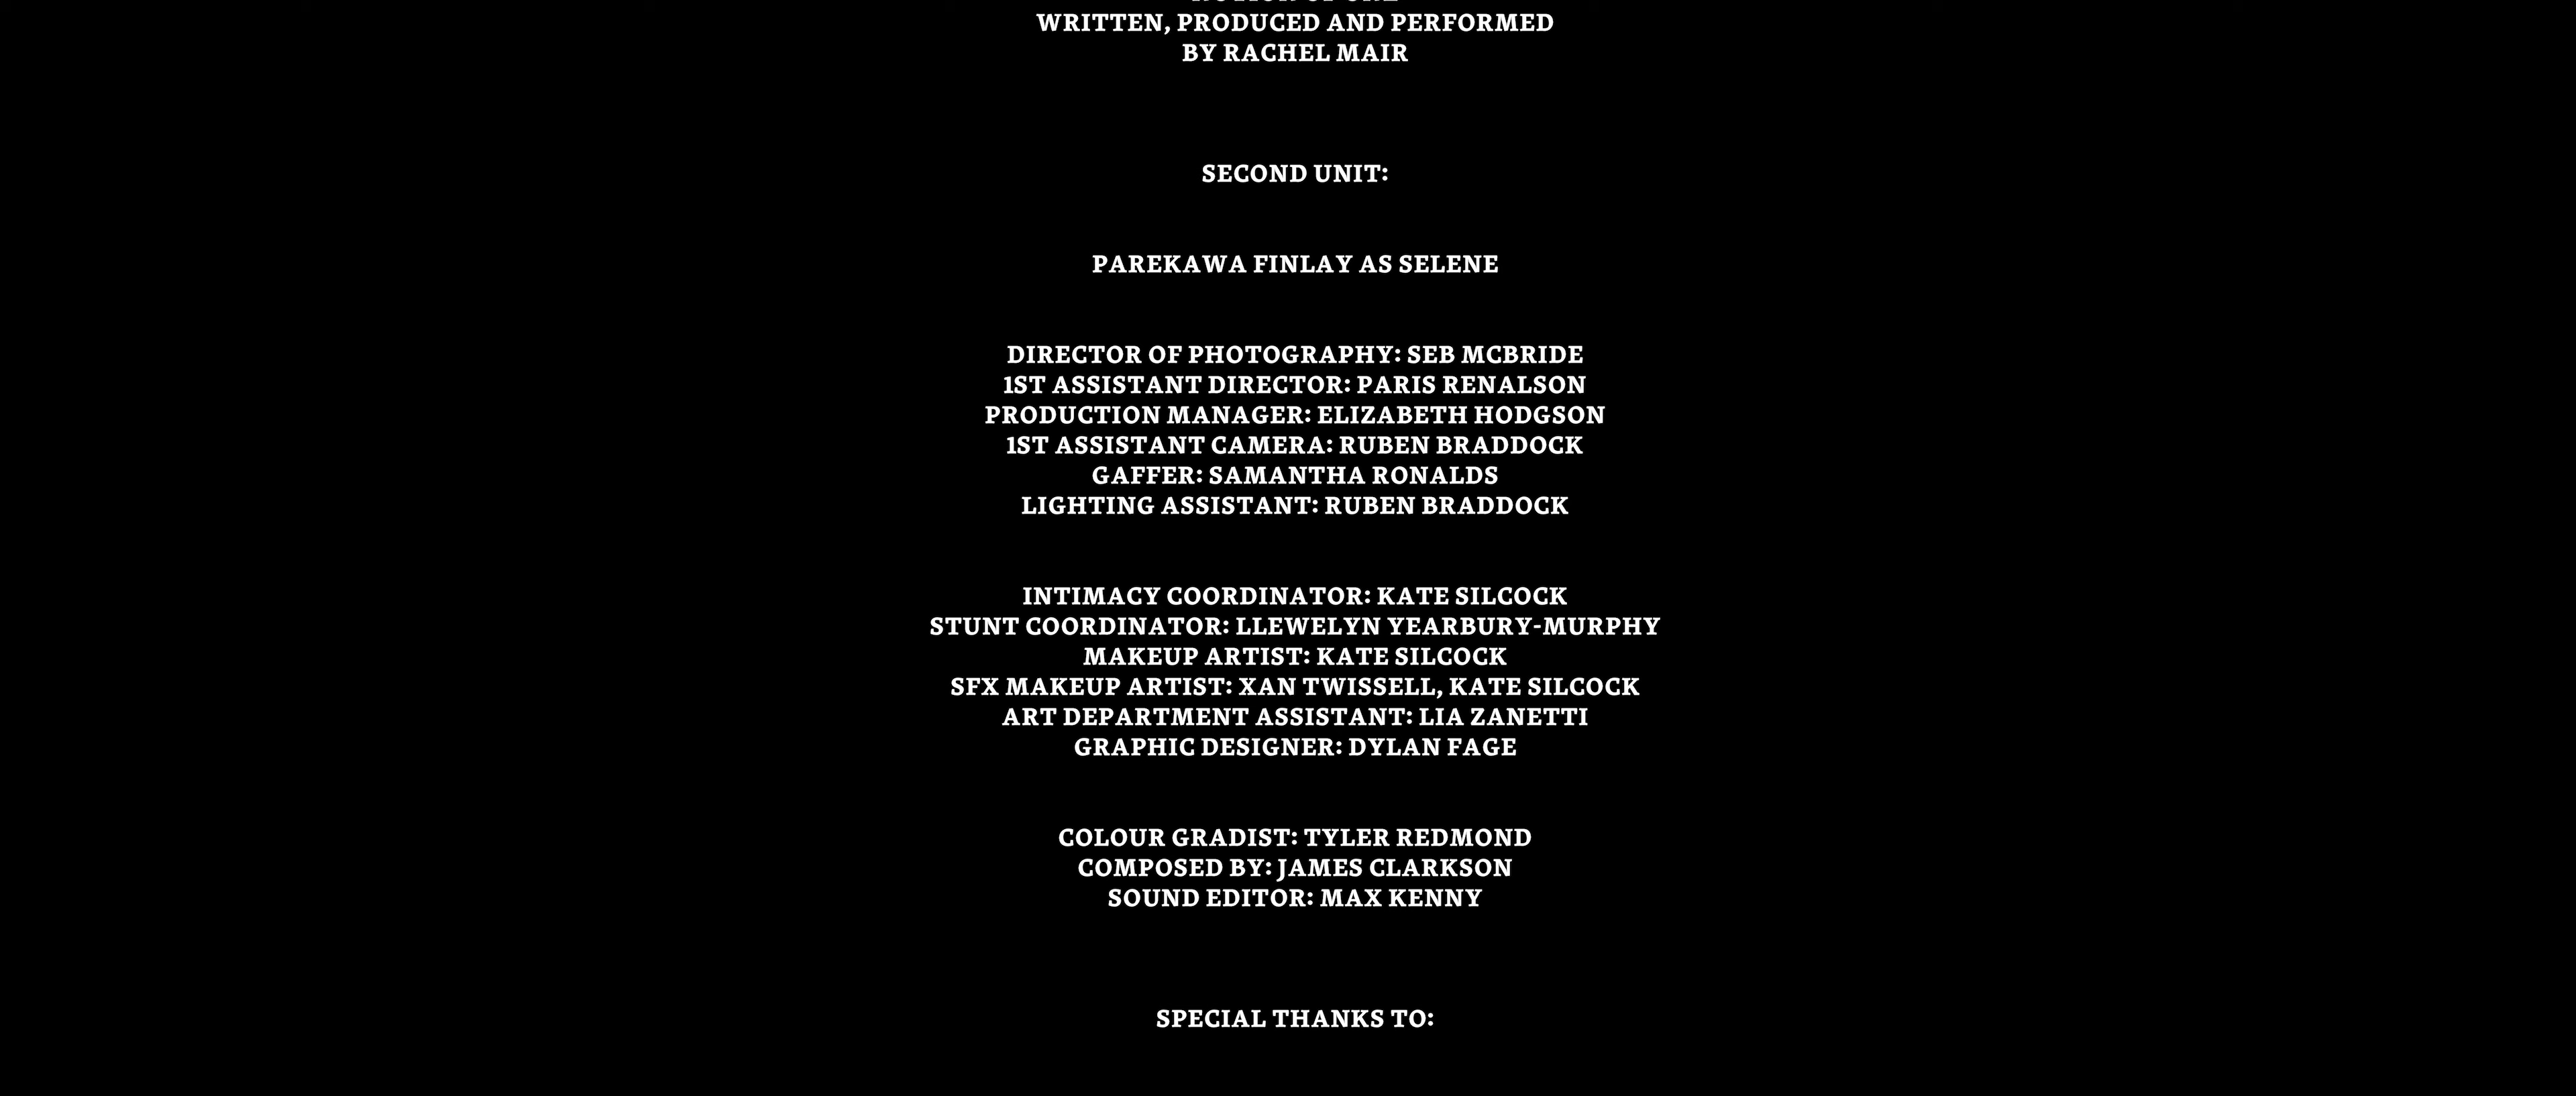 WRITTEN, PRODUCED AND PERFORMED
BY RACHEL MAIR
SECOND UNIT:
PAREKAWA FINLAY AS SELENE
DIRECTOR OF PHOTOGRAPHY: SEB MCBRIDE
1ST ASSISTANT DIRECTOR: PARIS RENALSON
PRODUCTION MANAGER: ELIZABETH HODGSON
1ST ASSISTANT CAMERA: RUBEN BRADDOCK
GAFFER: SAMANTHA RONALDS
LIGHTING ASSISTANT: RUBEN BRADDOCK
INTIMACY COORDINATOR: KATE SILCOCK
STUNT COORDINATOR: LLEWELYN YEARBURY-MURPHY
MAKEUP ARTIST: KATE SILCOCK
SFX MAKEUP ARTIST: XAN TWISSELL, KATE SILCOCK
ART DEPARTMENT ASSISTANT: LIA ZANETTI
GRAPHIC DESIGNER: DYLAN FAGE
COLOUR GRADIST: TYLER REDMOND
COMPOSED BY: JAMES CLARKSON
SOUND EDITOR: MAX KENNY
SPECIAL THANKS TO: